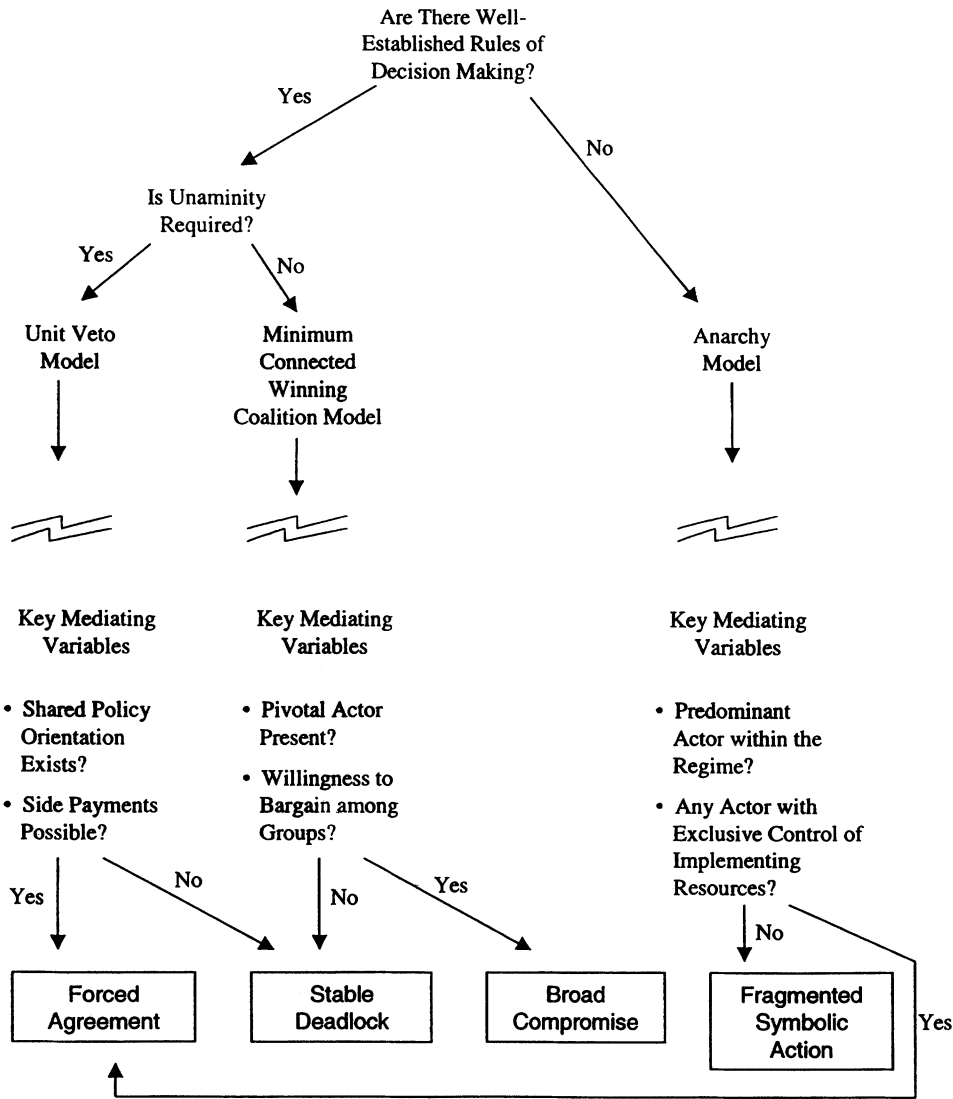 Are There Well-
Established Rules of
Decision Making?
Yes
No
Is Unaminity
Required?
Yes
No
Unit Veto
Model
Minimum
Connected
Winning
Coalition Model
Anarchy
Model
Key Mediating
Variables
• Shared Policy
Orientation
Exists?
• Side Payments
Possible?
Key Mediating
Variables
• Pivotal Actor
Present?
• Willingness to
Bargain among
Groups?
Key Mediating
Variables
• Predominant
Actor within the
Regime?
• Any Actor with
Exclusive Control of
Implementing
Resources?
Yes
No
No
Yes
No
Yes
Forced
Agreement
Stable
Deadlock
Broad
Compromise
Fragmented
Symbolic
Action